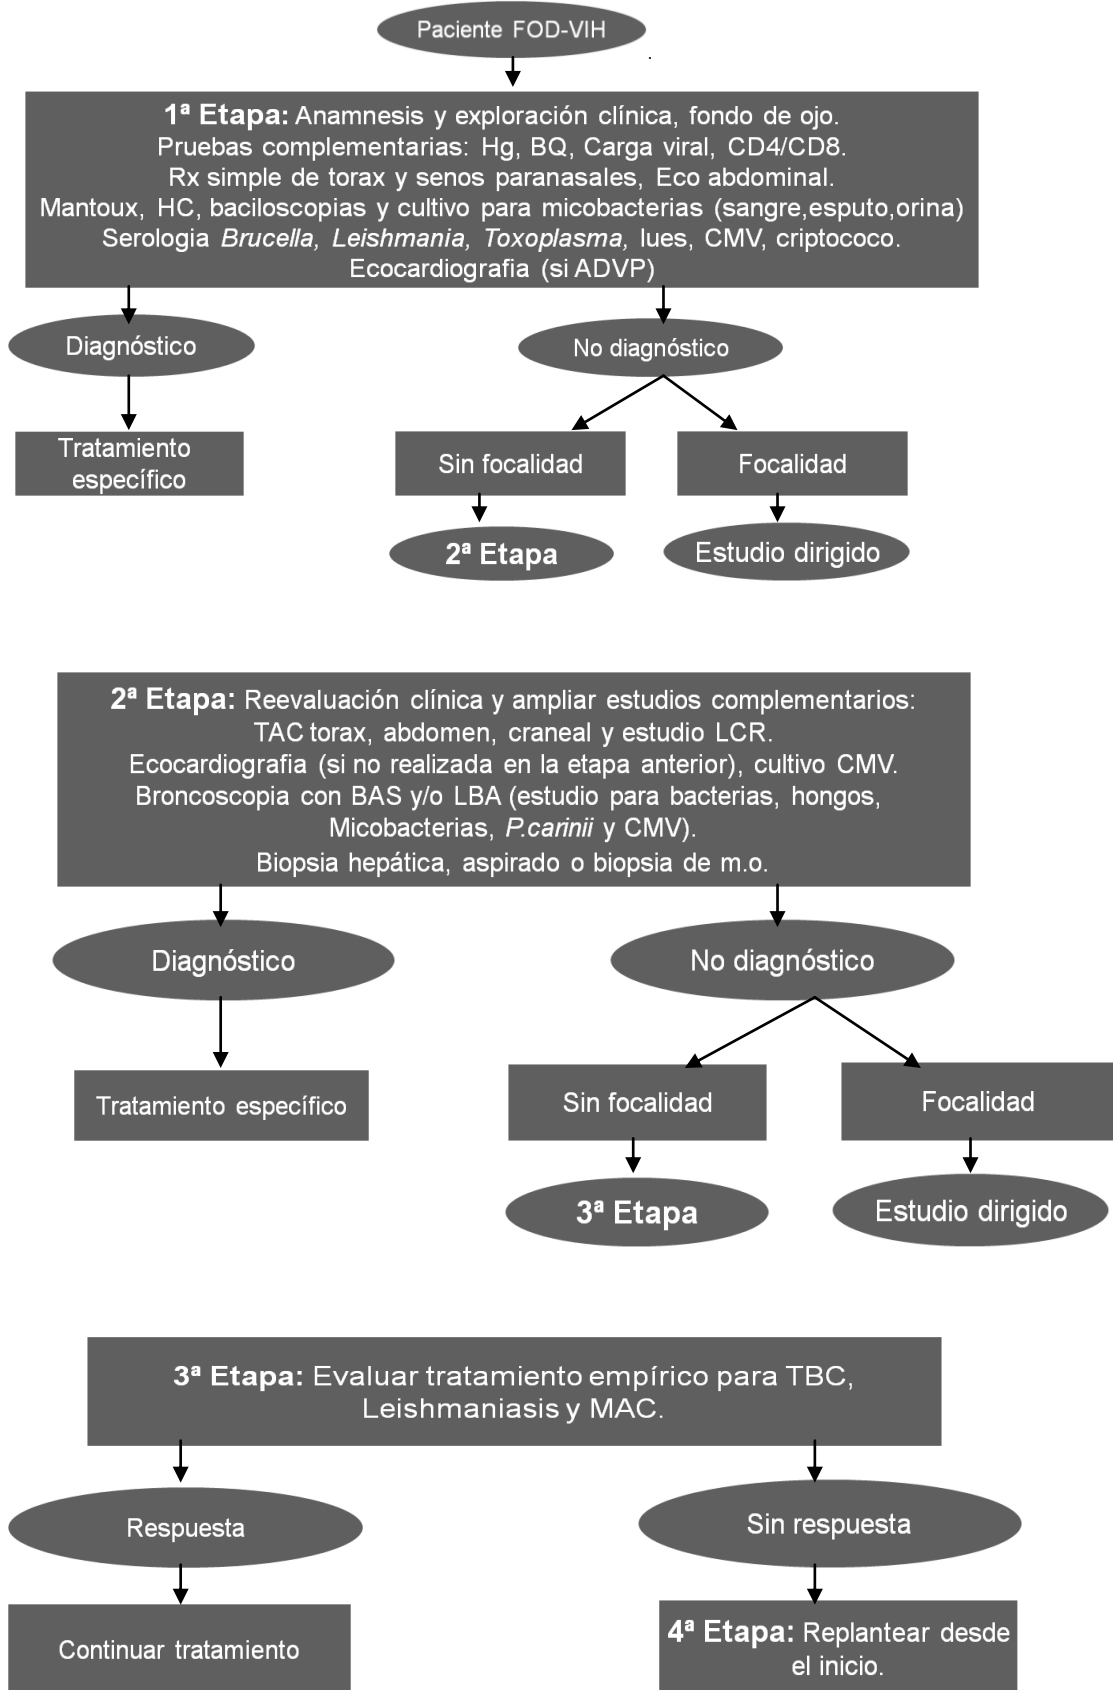 Paciente FOD-VIH
1ª Etapa: Anamnesis y exploración clínica, fondo de ojo.
Pruebas complementarias: Hg, BQ, Carga viral, CD4/CD8.
Rx simple de torax y senos paranasales, Eco abdominal.
Mantoux, HC, baciloscopias y cultivo para micobacterias (sangre,esputo,orina)
Serologia Brucella, Leishmania, Toxoplasma, lues, CMV, criptococo.
Ecocardiografia (si ADVP)
Diagnóstico
No diagnóstico
Tratamiento
específico
Sin focalidad
Focalidad
2ª Etapa
Estudio dirigido
2ª Etapa: Reevaluación clínica y ampliar estudios complementarios:
TAC torax, abdomen, craneal y estudio LCR.
Ecocardiografia (si no realizada en la etapa anterior), cultivo CMV.
Broncoscopia con BAS y/o LBA (estudio para bacterias, hongos,
Micobacterias, P.carinii y CMV).
Biopsia hepática, aspirado o biopsia de m.o.
Diagnóstico
No diagnóstico
Tratamiento específico
Sin focalidad
Focalidad
3ª Etapa
Estudio dirigido
3ª Etapa: Evaluar tratamiento empírico para TBC,
Leishmaniasis y MAC.
Respuesta
Sin respuesta
Continuar tratamiento
4ª Etapa: Replantear desde
el inicio.